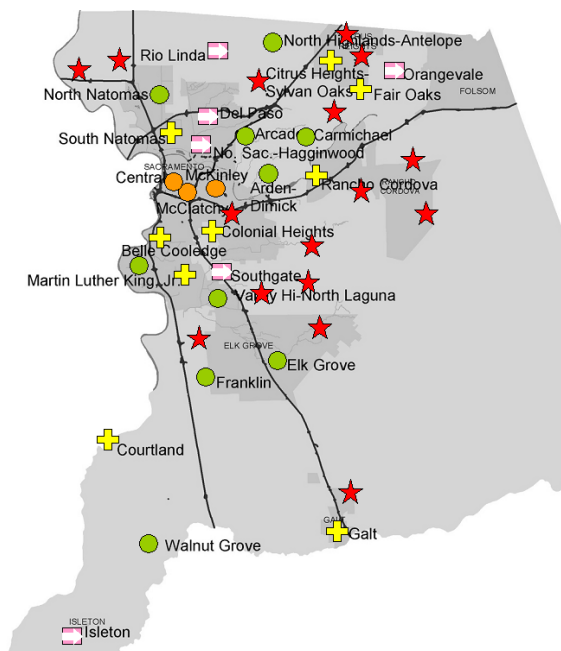 North Highlands-Antelope
HEIGHTS
Rio Linda
Citrus Heights-
Sylvan Oaks
Orangevale
Fair Oaks
FOLSOM
North Natomas
Del Paso
South Natomas
Arcade
Carmichael
No. Sac.-Hagginwood
SACRAMENTO
Central
McKinley
Arden-
Dimick
Rancho Cordova
CORDOVA
McClatchy
Colonial Heights
Belle Cooledge
Martin Luther King, Jr.
Southgate
Valley Hi-North Laguna
ELK GROVE
Elk Grove
Franklin
Courtland
GALT
Galt
Walnut Grove
ISLETON
Isleton